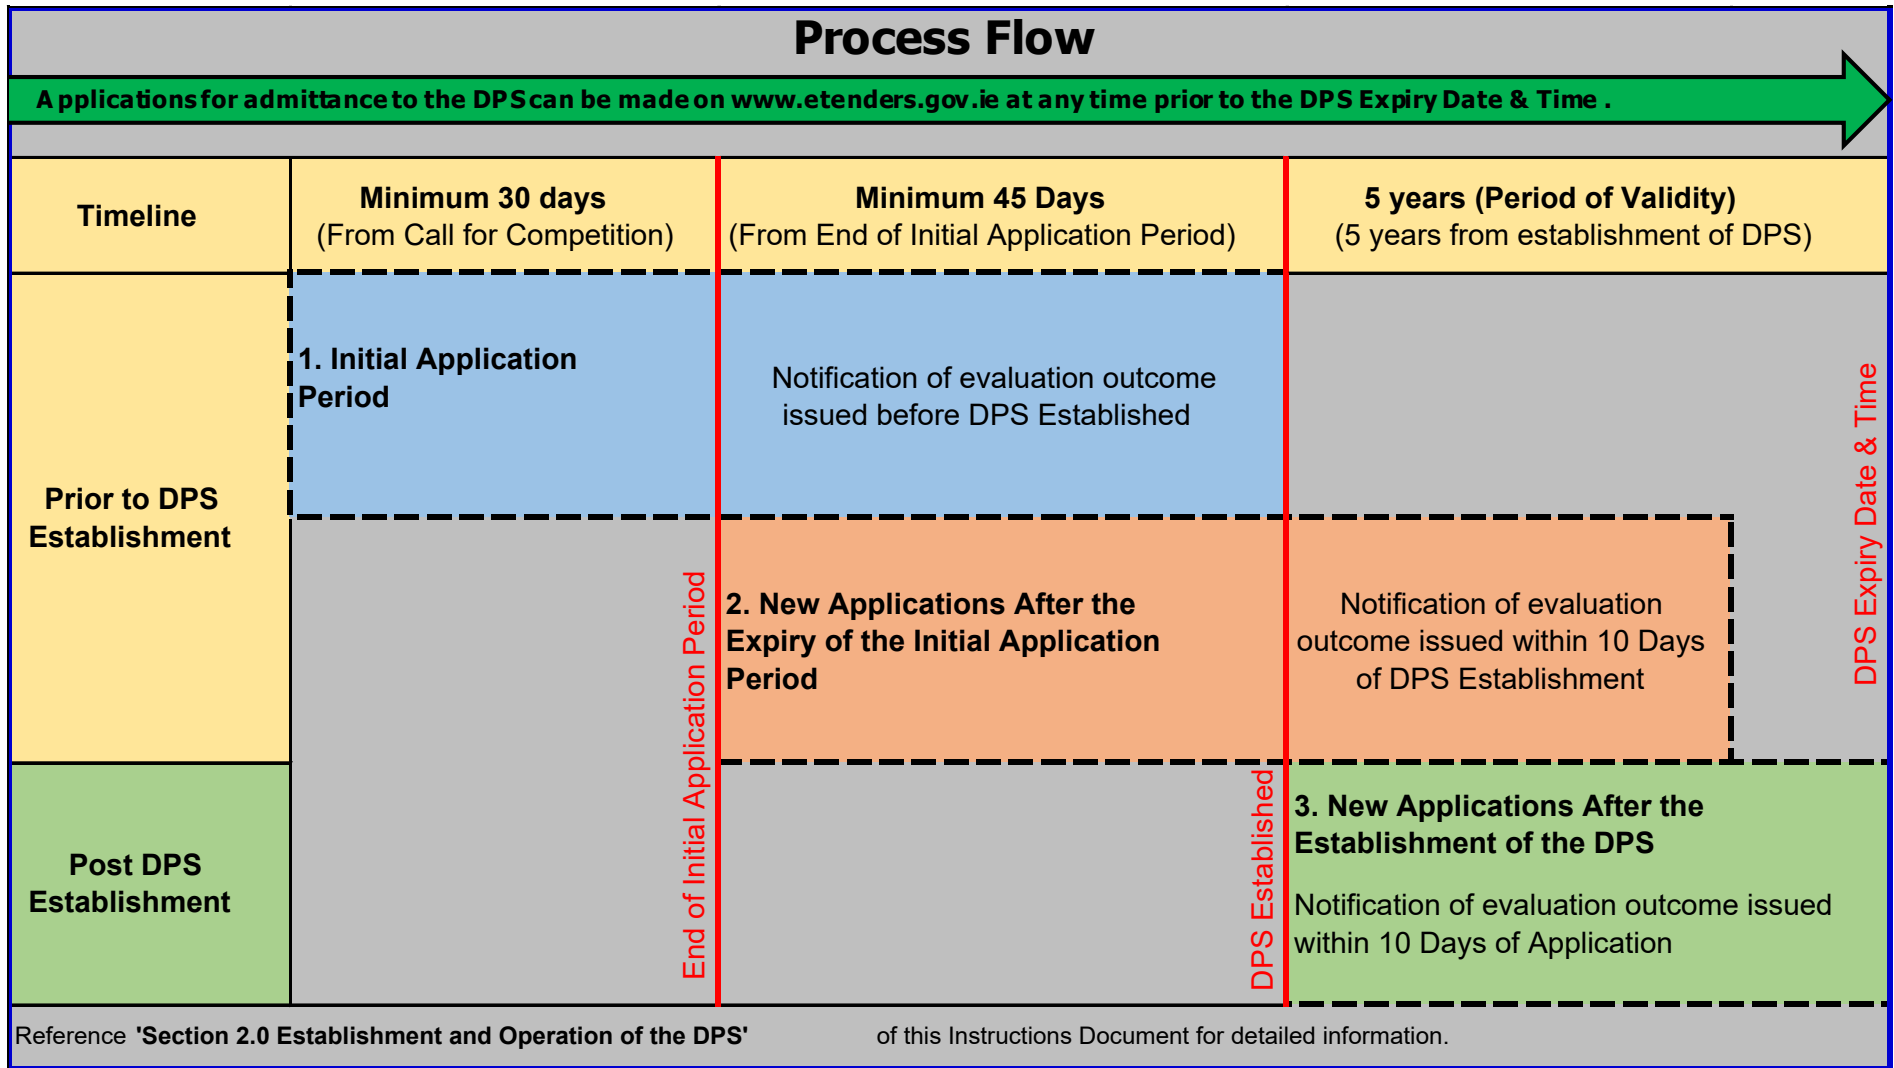 Process Flow
Applications for admittance to the DPS can be made on www.etenders.gov.ie at any time prior to the DPS Expiry Date & Time .
Timeline
Minimum 30 days
(From Call for Competition)
Minimum 45 Days
(From End of Initial Application Period)
5 years (Period of Validity)
(5 years from establishment of DPS)
Prior to DPS
Establishment
1. Initial Application
Period
Notification of evaluation outcome
issued before DPS Established
DPS Expiry Date & Time
End of Initial Application Period
2. New Applications After the
Expiry of the Initial Application
Period
Notification of evaluation
outcome issued within 10 Days
of DPS Establishment
Post DPS
Establishment
DPS Established
3. New Applications After the
Establishment of the DPS
Notification of evaluation outcome issued
within 10 Days of Application
Reference 'Section 2.0 Establishment and Operation of the DPS' of this Instructions Document for detailed information.